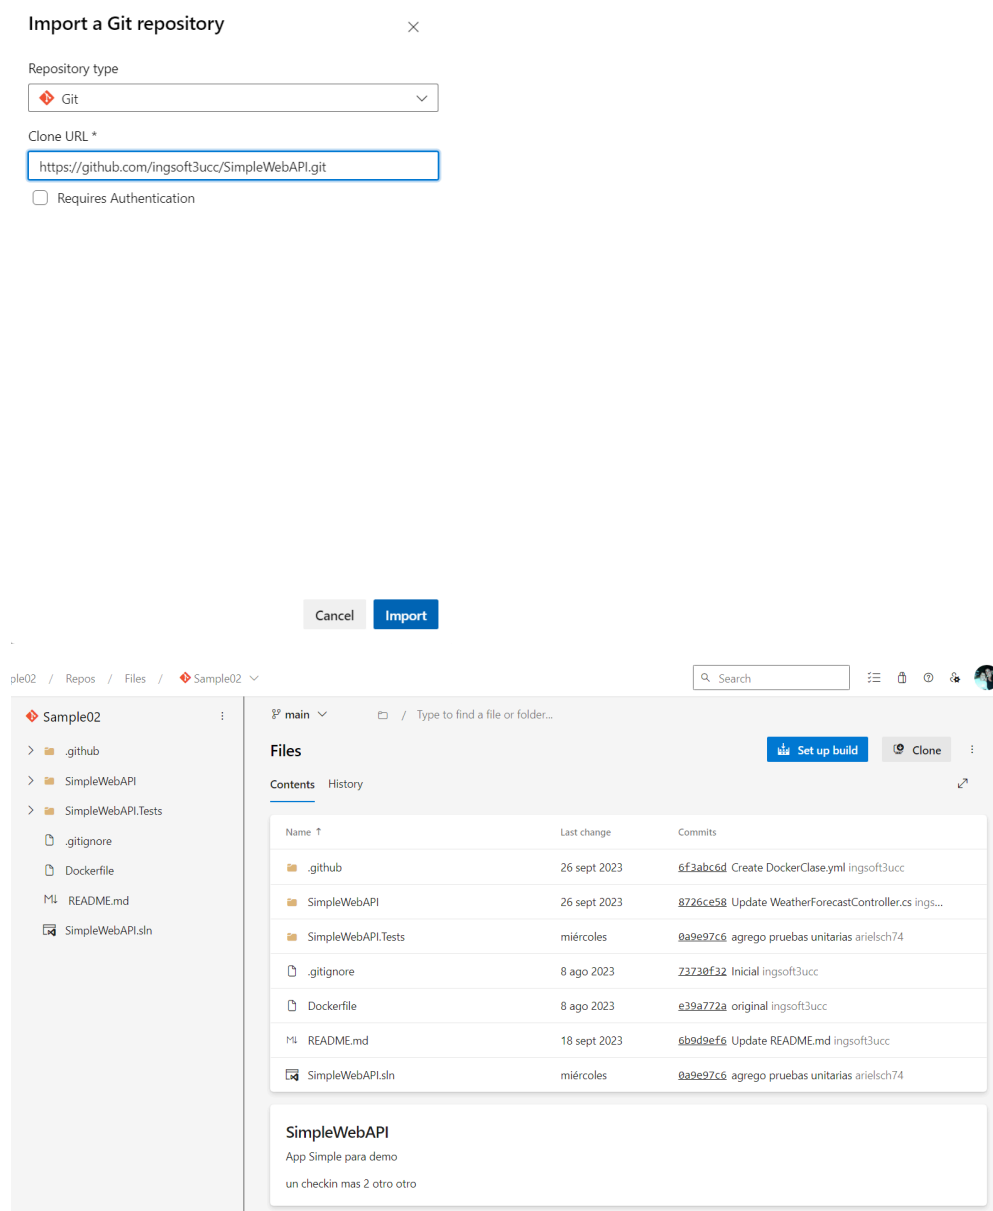 Import a Git repository
Repository type
Git
Clone URL *
https://github.com/ingsoft3ucc/SimpleWebAPI.git
Requires Authentication
Cancel Import
ple02 / Repos / Files / Sample02 Search
Sample02
.github
SimpleWebAPI
SimpleWebAPI.Tests
.gitignore
Dockerfile
M↓ README.md
SimpleWebAPI.sln
main / Type to find a file or folder...
Files Set up build Clone
Contents History
Name ↑ Last change Commits
.github 26 sept 2023 6f3abc6d Create DockerClase.yml ingsoft3ucc
SimpleWebAPI 26 sept 2023 8726ce58 Update WeatherForecastController.cs ings...
SimpleWebAPI.Tests miércoles 0a9e97c6 agrego pruebas unitarias arielsch74
.gitignore 8 ago 2023 73730f32 Inicial ingsoft3ucc
Dockerfile 8 ago 2023 e39a772a original ingsoft3ucc
M↓ README.md 18 sept 2023 6b9d9ef6 Update README.md ingsoft3ucc
SimpleWebAPI.sln miércoles 0a9e97c6 agrego pruebas unitarias arielsch74
SimpleWebAPI
App Simple para demo
un checkin mas 2 otro otro